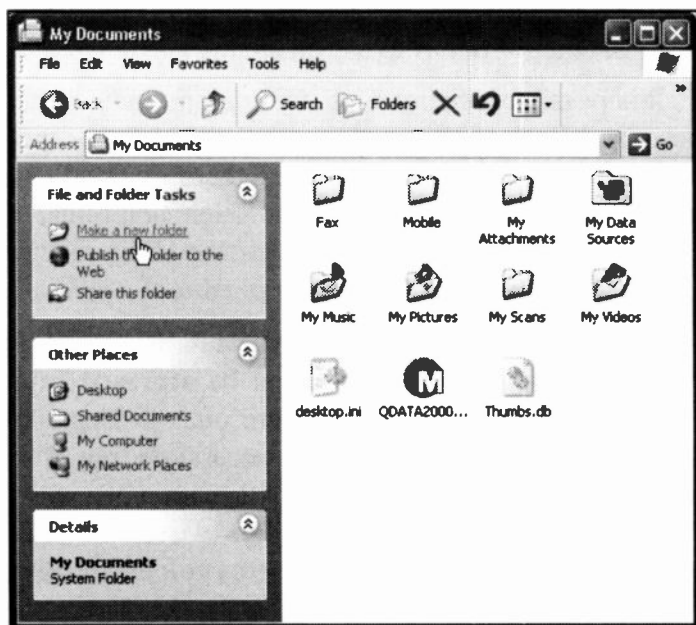 My Documents
File Edit View Favorites Tools Help
Back Search Folders
»
Address My Documents Go
File and Folder Tasks
Make a new folder
Publish th older to the
Web
Share this folder
Other Places
Desktop
Shared Documents
My Computer
My Network Places
Details
My Documents
System Folder
Fax Mobile My
Attachments My Data
Sources
My Music My Pictures My Scans My Videos
desktop.ini QDATA2000... Thumbs.db
M